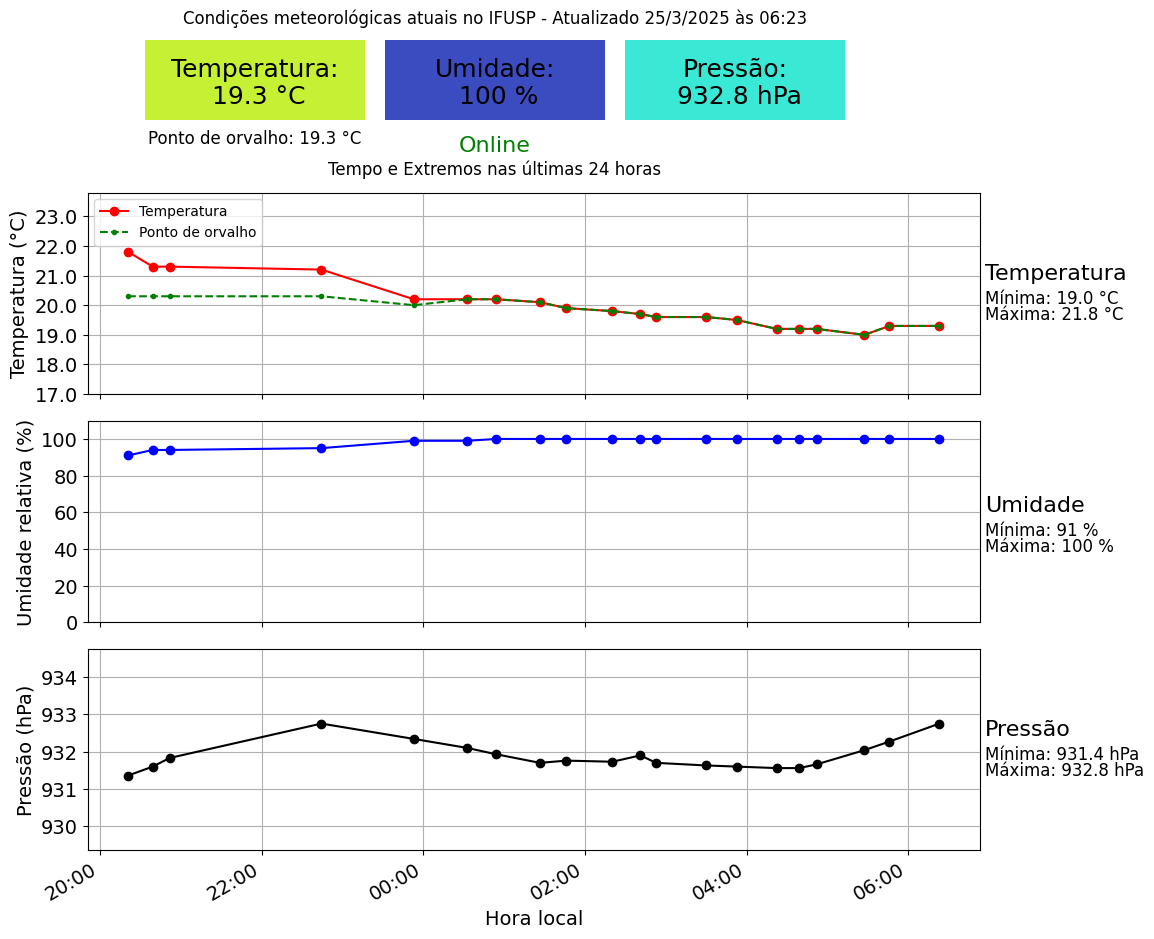 Condições meteorológicas atuais no IFUSP - Atualizado 25/3/2025 às 06:23
Temperatura:
19.3 °C
Umidade:
100 %
Pressão:
932.8 hPa
Ponto de orvalho: 19.3 °C
Online
Tempo e Extremos nas últimas 24 horas
Temperatura (°C)
23.0
22.0
21.0
20.0
19.0
18.0
17.0
Temperatura
Ponto de orvalho
Temperatura
Mínima: 19.0 °C
Máxima: 21.8 °C
Umidade relativa (%)
100
80
60
40
20
0
Umidade
Mínima: 91 %
Máxima: 100 %
Pressão (hPa)
934
933
932
931
930
Pressão
Mínima: 931.4 hPa
Máxima: 932.8 hPa
20:00
22:00
00:00
02:00
04:00
06:00
Hora local